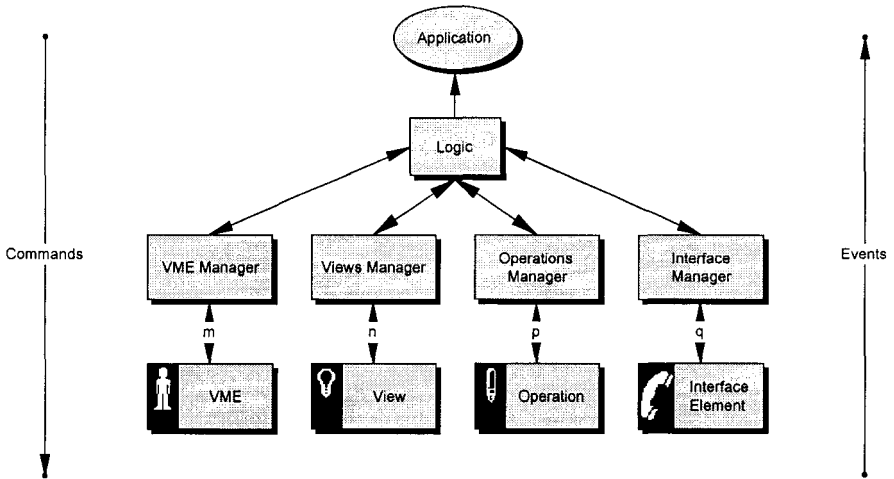 Application
Logic
Commands
Events
VME Manager
Views Manager
Operations
Manager
Interface
Manager
m
n
p
q
VME
View
Operation
Interface
Element